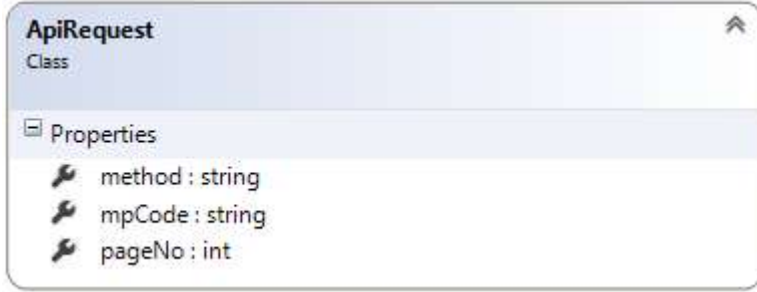 ApiRequest
Class
Properties
method : string
mpCode : string
pageNo : int